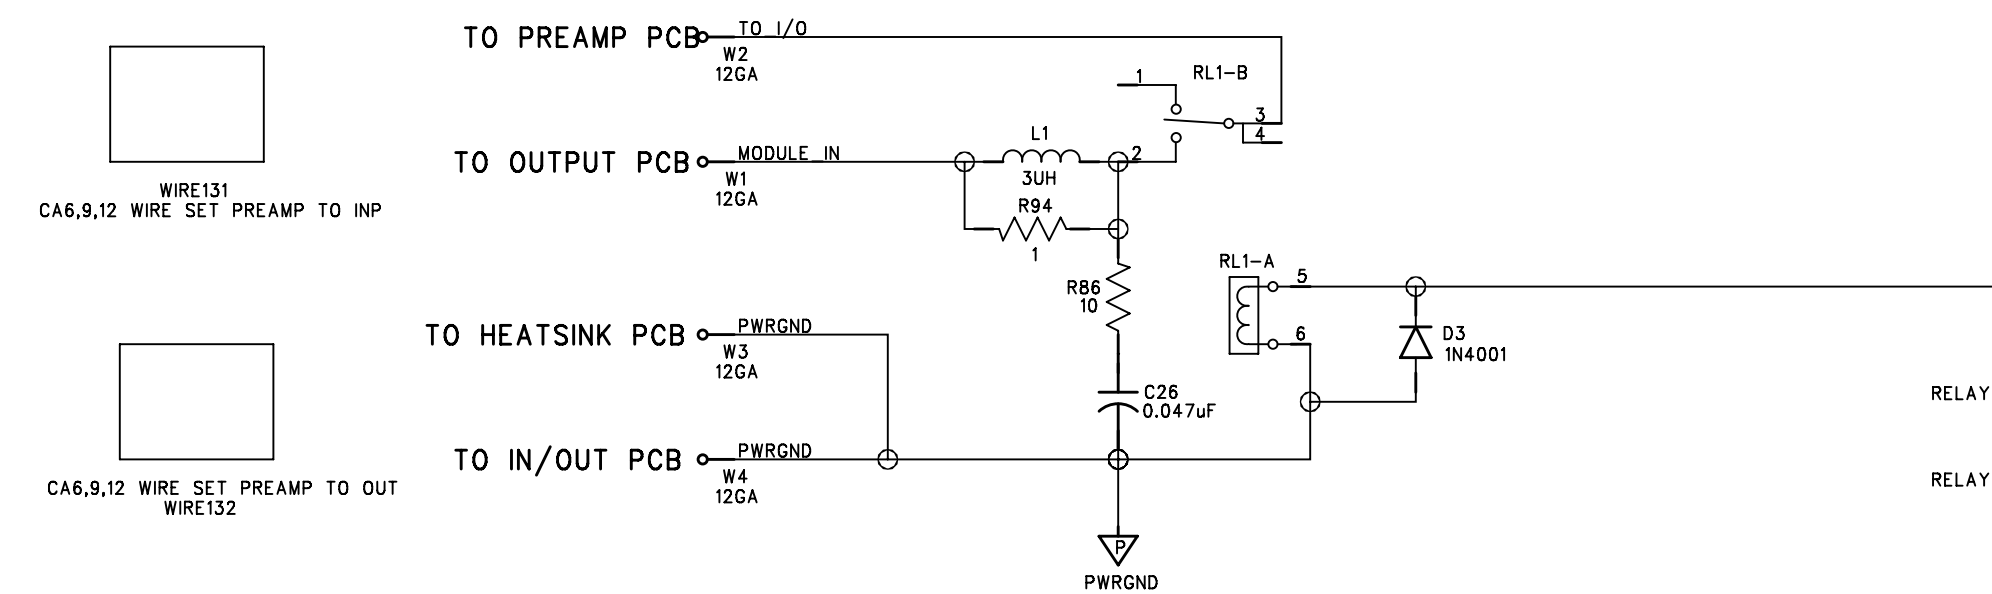 TO PREAMP PCB
TO_I/O
W2
12GA
1
RL1-B
3
4
TO OUTPUT PCB
MODULE_IN
W1
12GA
L1
3UH
2
R94
1
WIRE131
CA6,9,12 WIRE SET PREAMP TO INP
R86
10
RL1-A
5
6
D3
1N4001
TO HEATSINK PCB
PWRGND
W3
12GA
C26
0.047uF
RELAY
TO IN/OUT PCB
PWRGND
W4
12GA
RELAY
CA6,9,12 WIRE SET PREAMP TO OUT
WIRE132
P
PWRGND